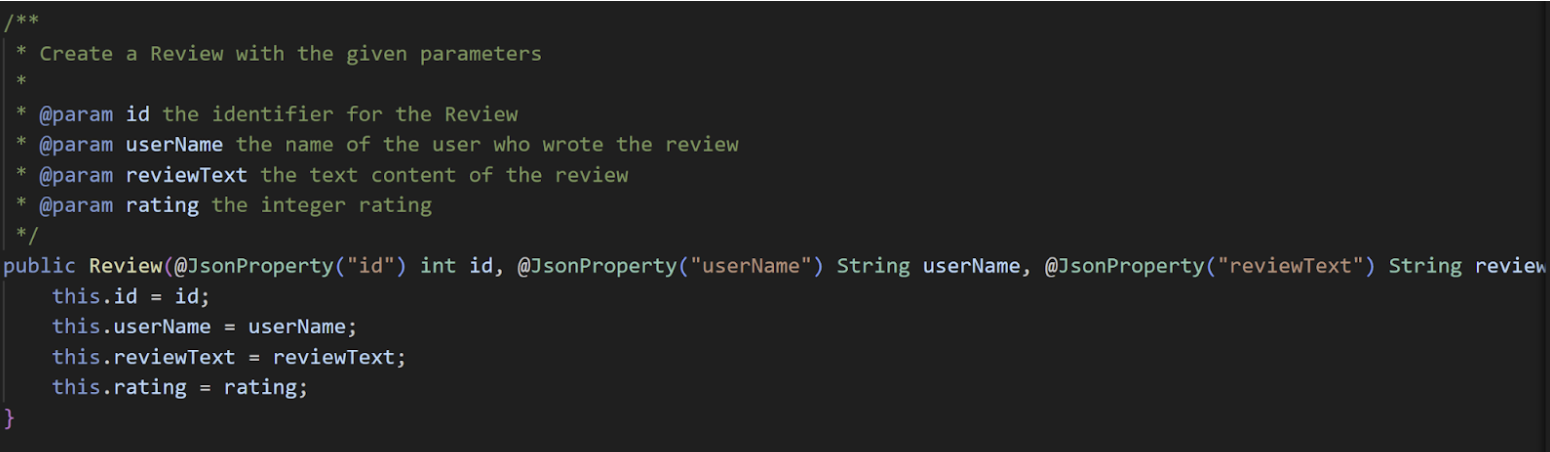 /**
 * Create a Review with the given parameters
 *
 * @param id the identifier for the Review
 * @param userName the name of the user who wrote the review
 * @param reviewText the text content of the review
 * @param rating the integer rating
 */
public Review(@JsonProperty("id") int id, @JsonProperty("userName") String userName, @JsonProperty("reviewText") String review
    this.id = id;
    this.userName = userName;
    this.reviewText = reviewText;
    this.rating = rating;
}